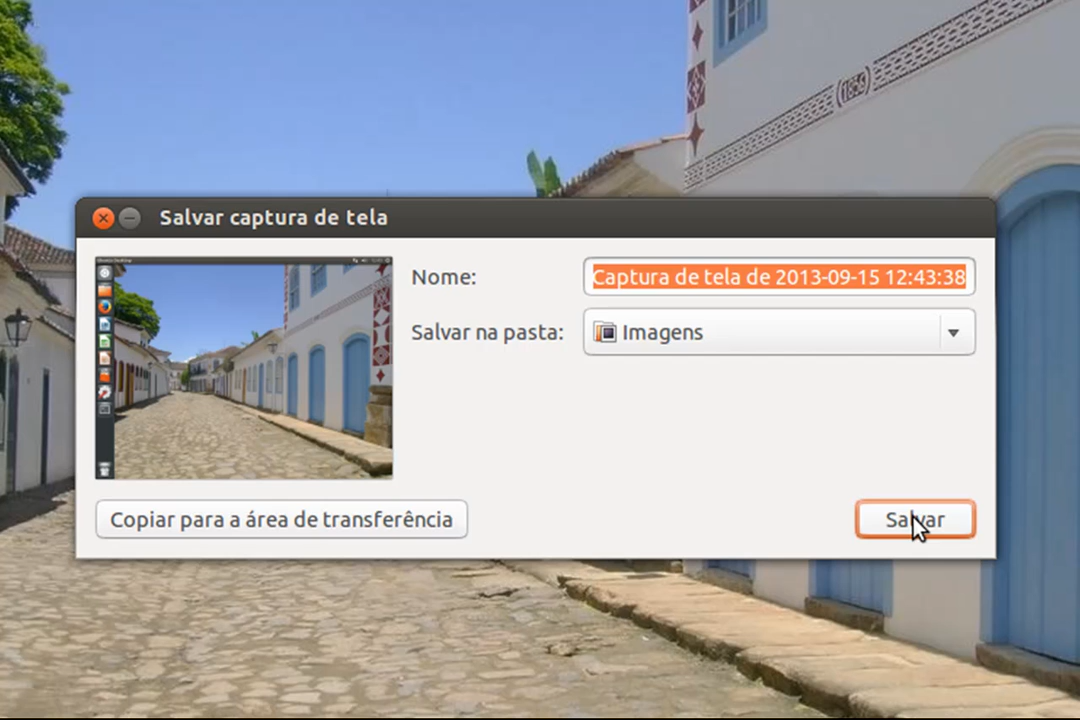 (1856)
Salvar captura de tela
Nome:
Captura de tela de 2013-09-15 12:43:38
Salvar na pasta:
Imagens
Copiar para a área de transferência
Salvar